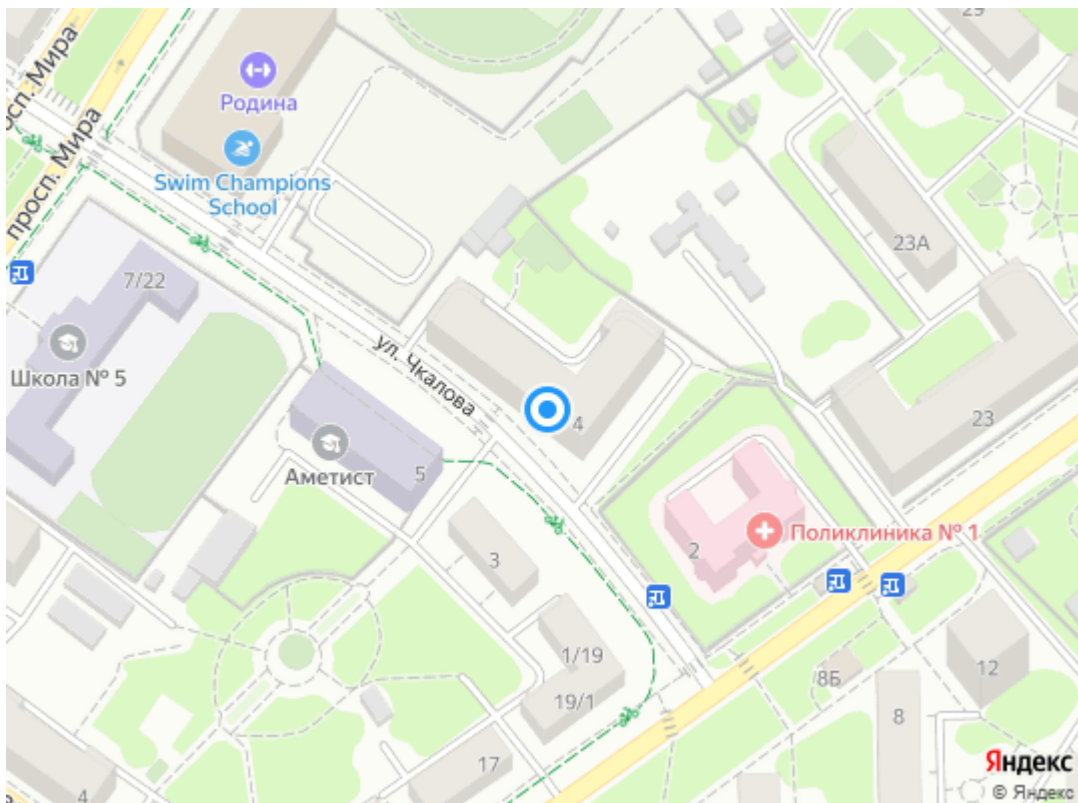 29
просп. Мира
просп. Мира
Родина
Swim Champions
School
23А
7/22
ул. Чкалова
Школа № 5
4
23
Аметист
5
Поликлиника № 1
2
3
1/19
8Б
12
19/1
8
17
4
Яндекс
© Яндекс